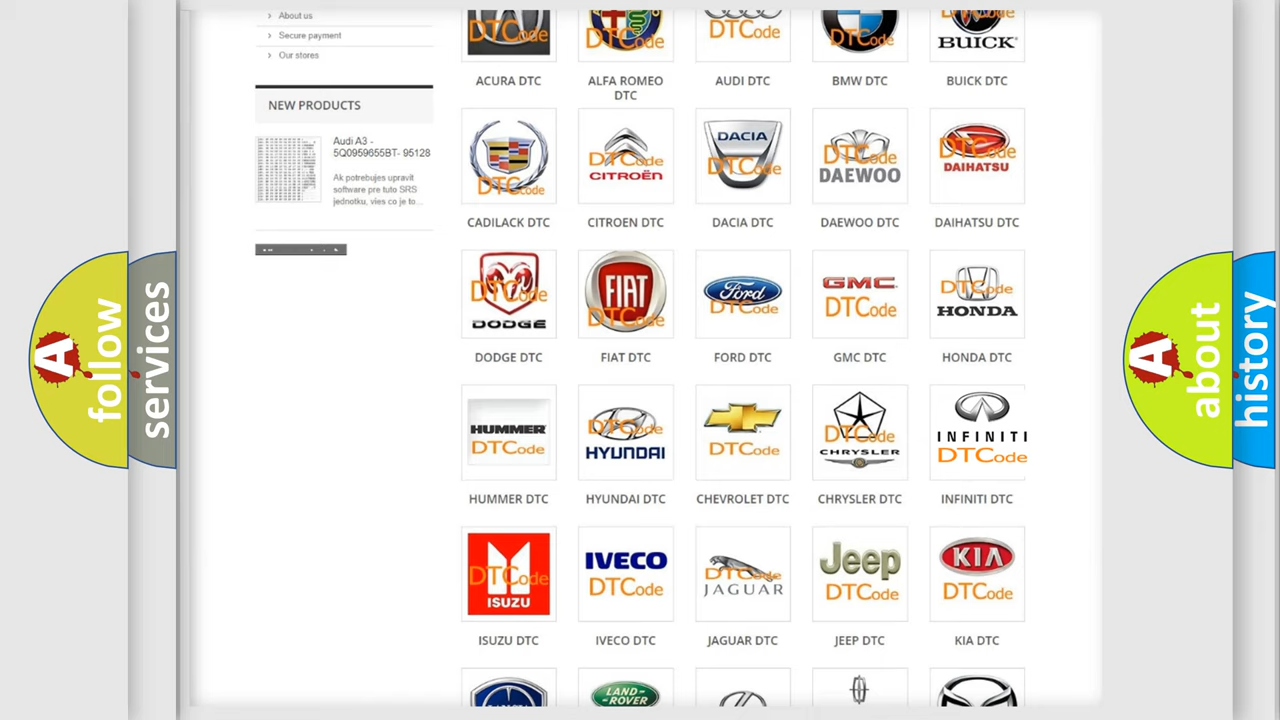 About us
Secure payment
Our stores
NEW PRODUCTS
Audi A3 -
5Q0959655BT- 95128
Ak potrebujes upravit
software pre tuto SRS
jednotku, vies co je to...
DTCode
DTCode
DTCode
DTCode
BUICK
ACURA DTC
ALFA ROMEO
DTC
AUDI DTC
BMW DTC
BUICK DTC
DTCode
DTCode
CITROËN
DACIA
DTCode
DTCode
DAEWOO
DTCode
DAIHATSU
CADILACK DTC
CITROEN DTC
DACIA DTC
DAEWOO DTC
DAIHATSU DTC
DTCode
DODGE
FIAT
DTCode
Ford
DTCode
GMC
DTCode
DTCode
HONDA
DODGE DTC
FIAT DTC
FORD DTC
GMC DTC
HONDA DTC
HUMMER
DTCode
DTCode
HYUNDAI
DTCode
DTCode
CHRYSLER
INFINITI
DTCode
HUMMER DTC
HYUNDAI DTC
CHEVROLET DTC
CHRYSLER DTC
INFINITI DTC
DTCode
ISUZU
IVECO
DTCode
DTCode
JAGUAR
Jeep
DTCode
KIA
DTCode
ISUZU DTC
IVECO DTC
JAGUAR DTC
JEEP DTC
KIA DTC
LAND-
ROVER
A
follow
services
A
about
history